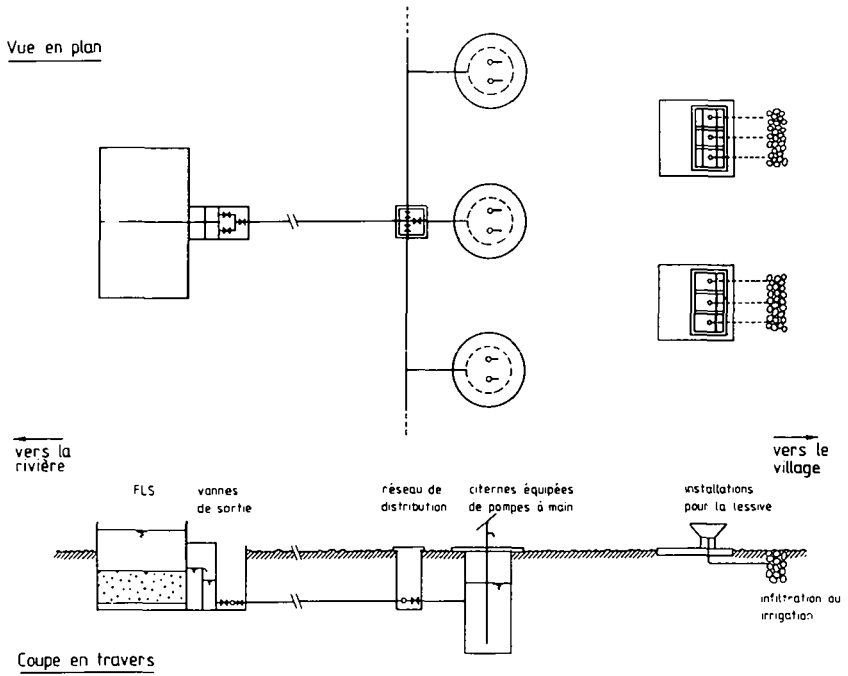 Vue en plan
vers la
rivière
vers le
village
FLS
vannes
de sortie
réseau de
distribution
citernes équipées
de pompes à main
installations
pour la lessive
infiltration ou
irrigation
Coupe en travers